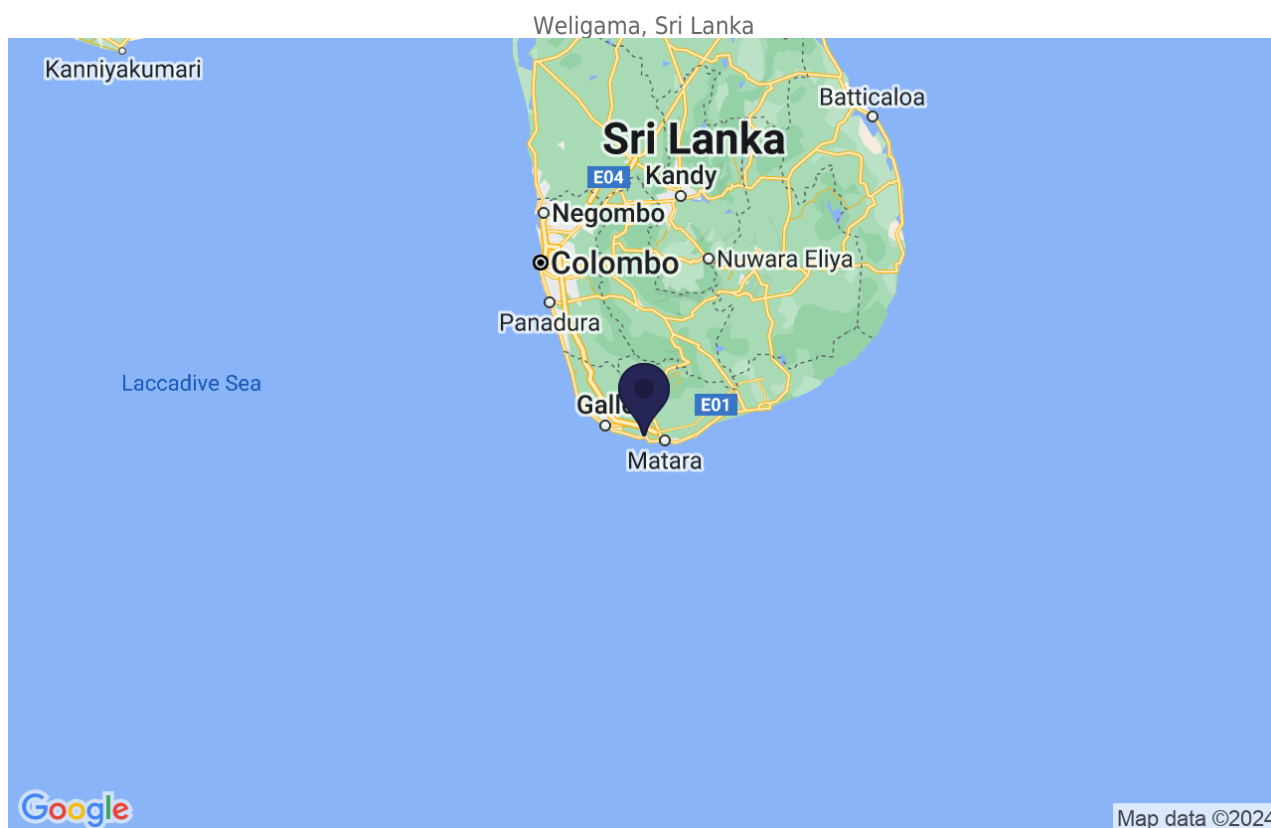 Weligama, Sri Lanka
Kanniyakumari
Batticaloa
Sri Lanka
E04
Kandy
Negombo
Colombo
Nuwara Eliya
Panadura
Laccadive Sea
Gall
E01
Matara
Google
Map data ©2024